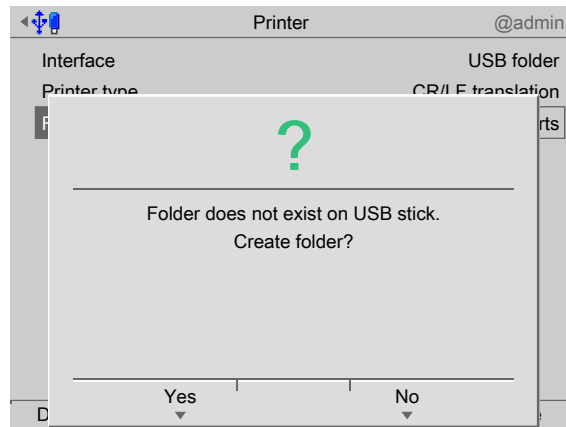 Printer @admin
Interface USB folder
Printer type CR/LF translation
Folder does not exist on USB stick.
Create folder?
Yes No